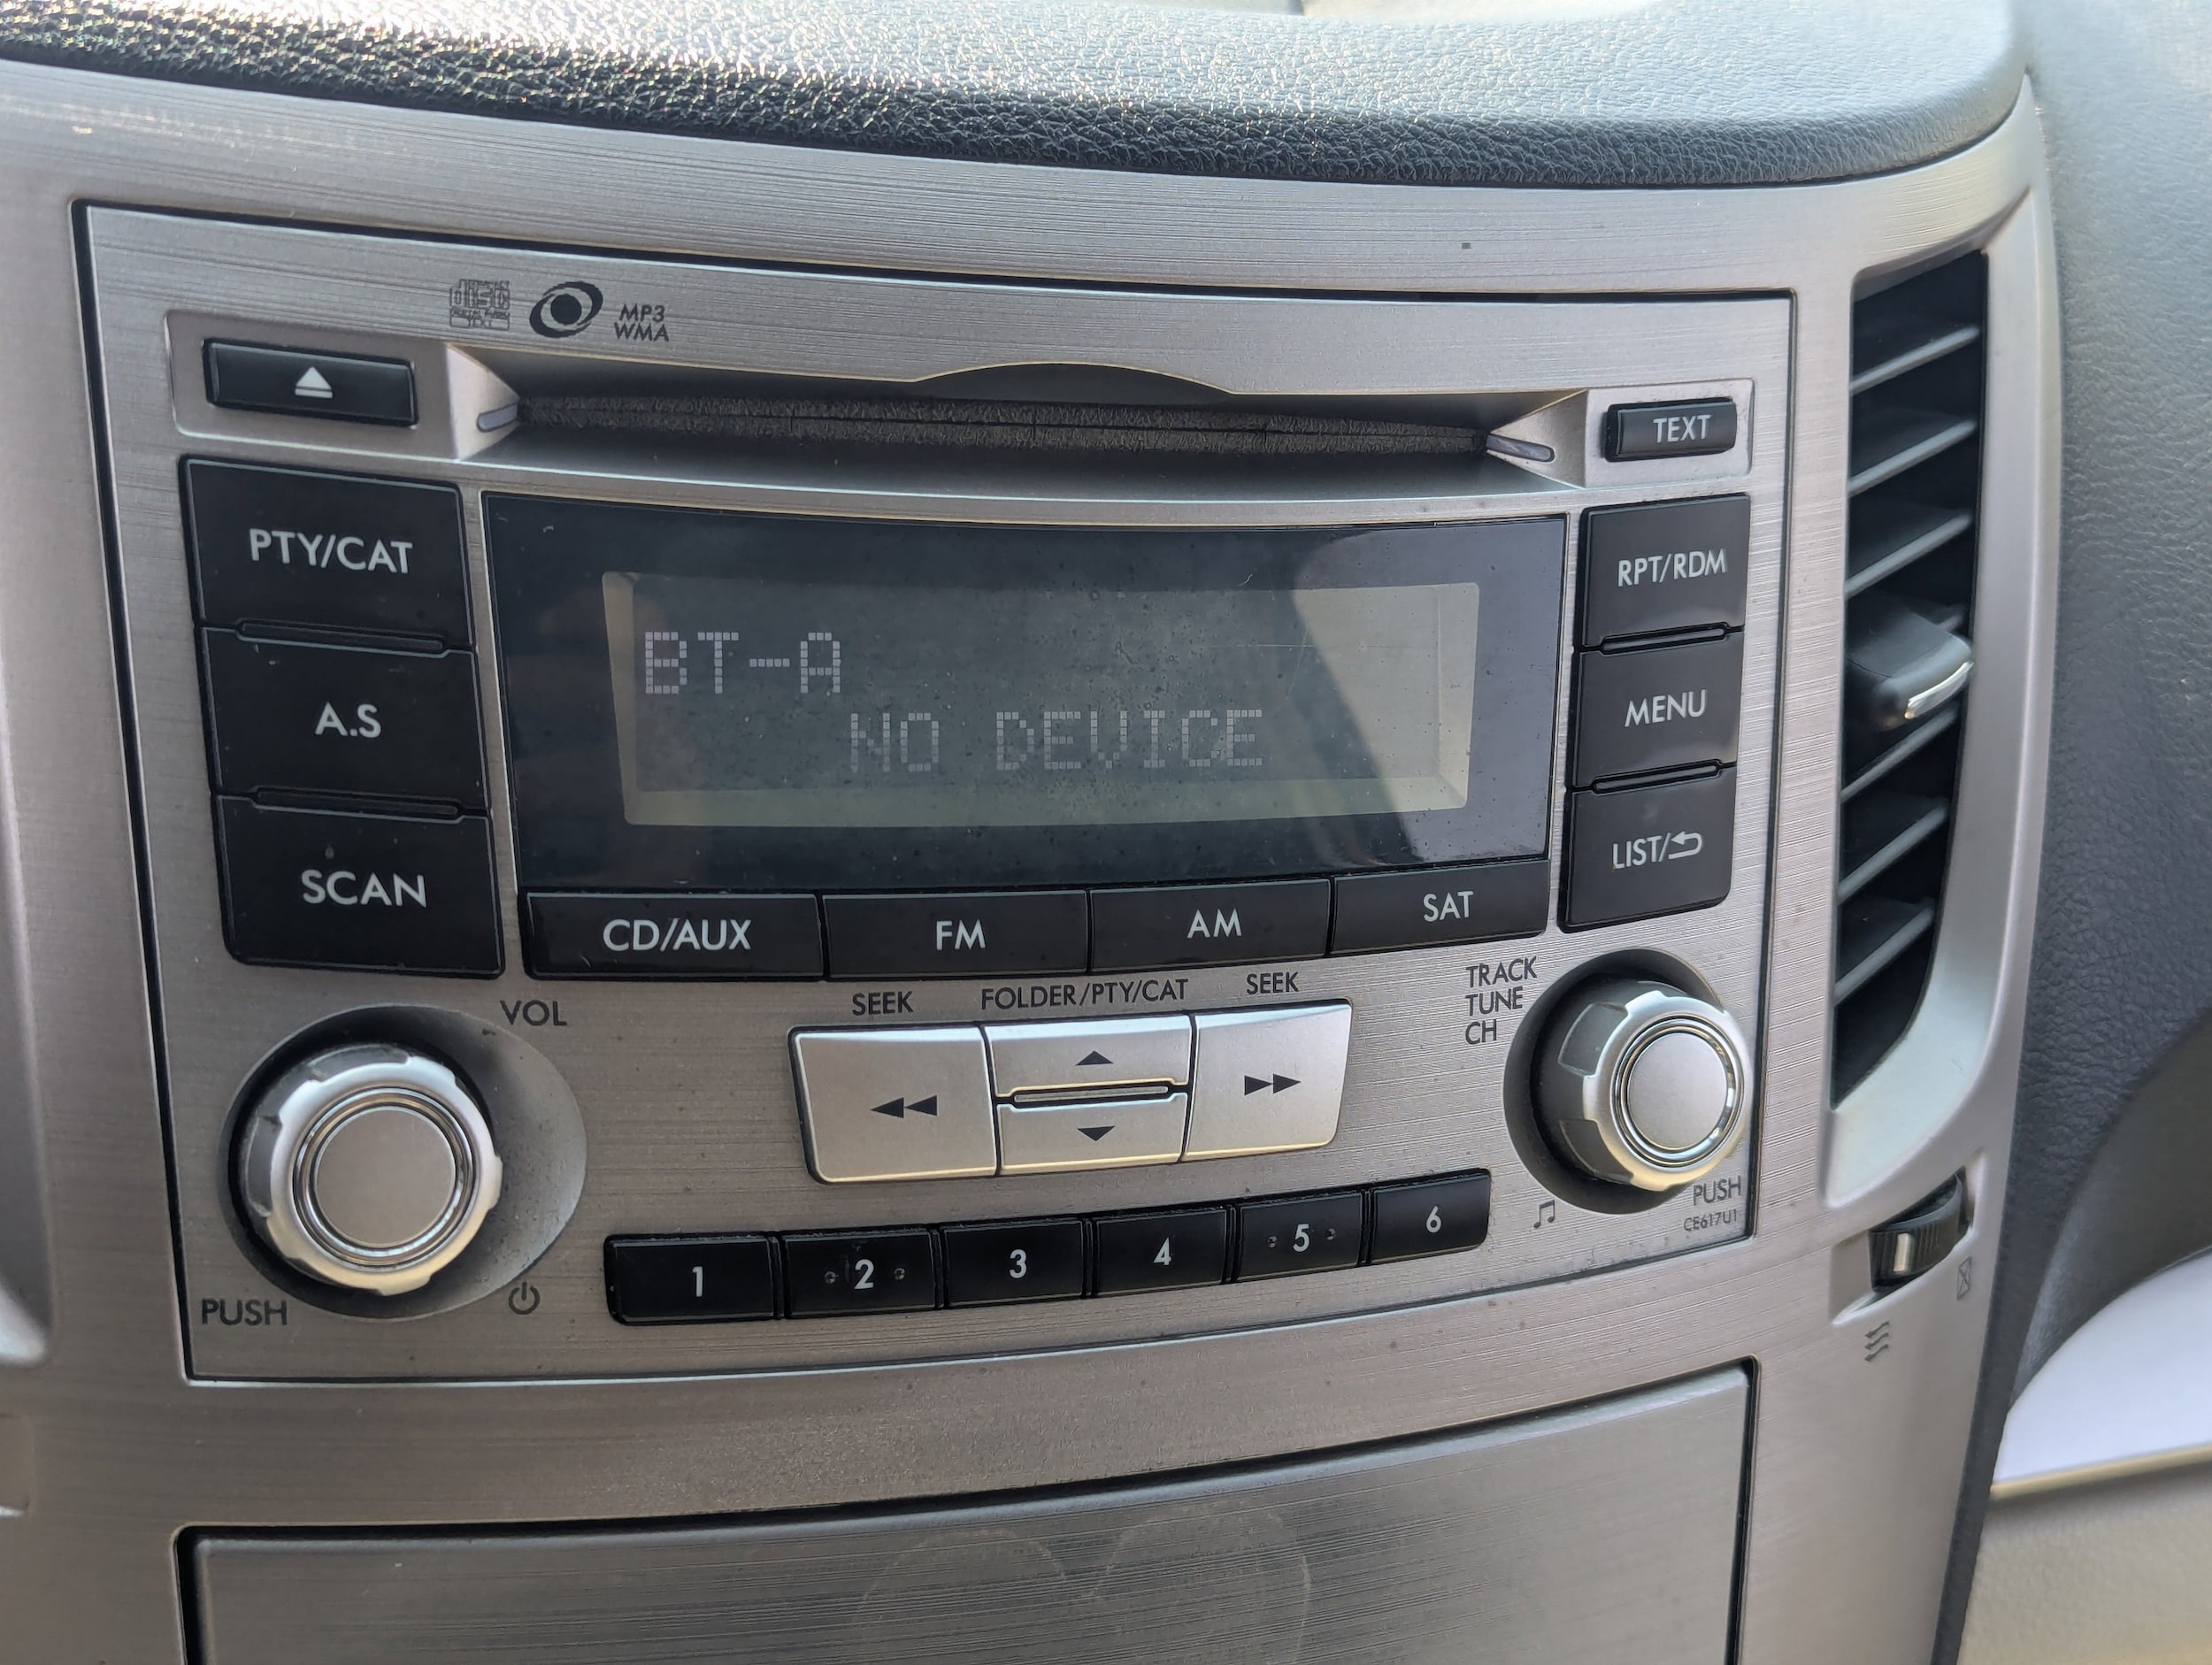 disc
MP3
WMA
TEXT
PTY/CAT
A.S
SCAN
BT-A
NO DEVICE
RPT/RDM
MENU
LIST/
CD/AUX
FM
AM
SAT
VOL
SEEK
FOLDER/PTY/CAT
SEEK
TRACK
TUNE
CH
PUSH
1
2
3
4
5
6
PUSH
CE617U1